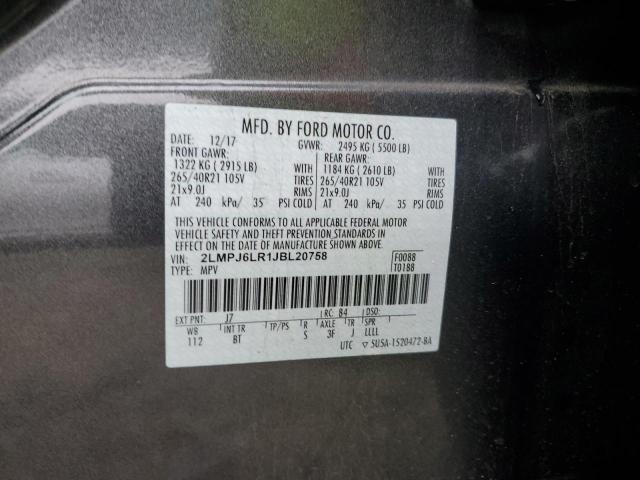 MFD. BY FORD MOTOR CO.
DATE: 12/17 GVWR: 2495 KG ( 5500 LB)
FRONT GAWR: REAR GAWR:
1322 KG ( 2915 LB) WITH 1184 KG ( 2610 LB) WITH
265/40R21 105V TIRES 265/40R21 105V TIRES
21x9.0J RIMS 21x9.0J RIMS
AT 240 kPa/ 35 PSI COLD AT 240 kPa/ 35 PSI COLD
THIS VEHICLE CONFORMS TO ALL APPLICABLE FEDERAL MOTOR
VEHICLE SAFETY AND THEFT PREVENTION STANDARDS IN EFFECT ON
THE DATE OF MANUFACTURE SHOWN ABOVE.
VIN: 2LMPJ6LR1JBL20758 F0088
TYPE: MPV T0188
EXT PNT: J7 RC: 84 DSO:
WB INT TR TP/PS R AXLE TR SPR
112 BT S 3F J LLLL
UTC ▽ 5U5A-1520472-BA